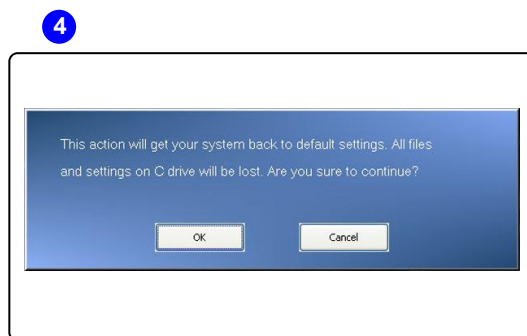 4
This action will get your system back to default settings. All files
and settings on C drive will be lost. Are you sure to continue?
OK
Cancel